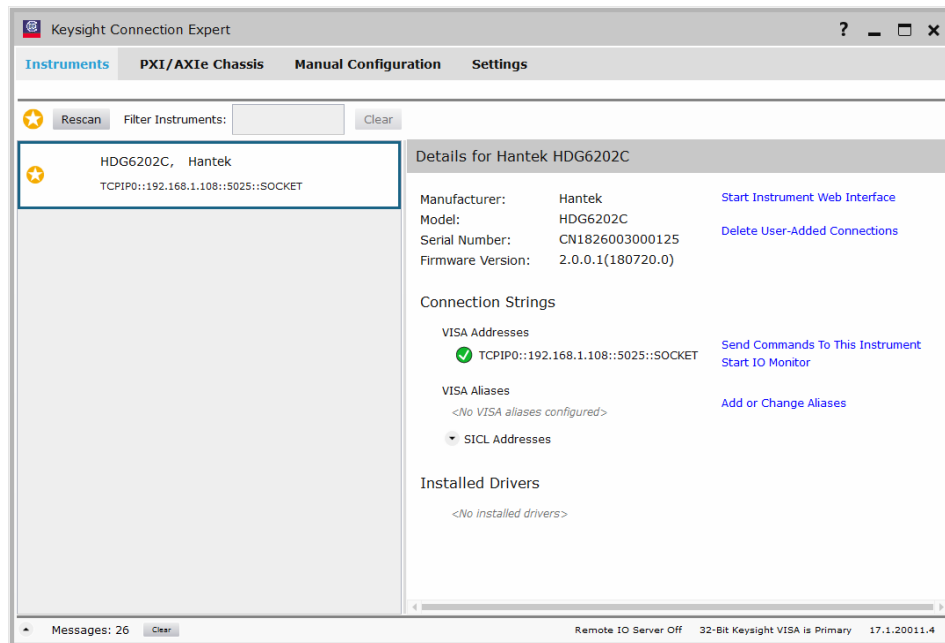 Keysight Connection Expert
?
Instruments PXI/AXIe Chassis Manual Configuration Settings
Rescan Filter Instruments: Clear
HDG6202C, Hantek
TCPIP0::192.168.1.108::5025::SOCKET
Details for Hantek HDG6202C
Manufacturer: Hantek Start Instrument Web Interface
Model: HDG6202C
Serial Number: CN1826003000125 Delete User-Added Connections
Firmware Version: 2.0.0.1(180720.0)
Connection Strings
VISA Addresses
TCPIP0::192.168.1.108::5025::SOCKET Send Commands To This Instrument
Start IO Monitor
VISA Aliases
<No VISA aliases configured> Add or Change Aliases
SICL Addresses
Installed Drivers
<No installed drivers>
Messages: 26 Clear Remote IO Server Off 32-Bit Keysight VISA is Primary 17.1.20011.4